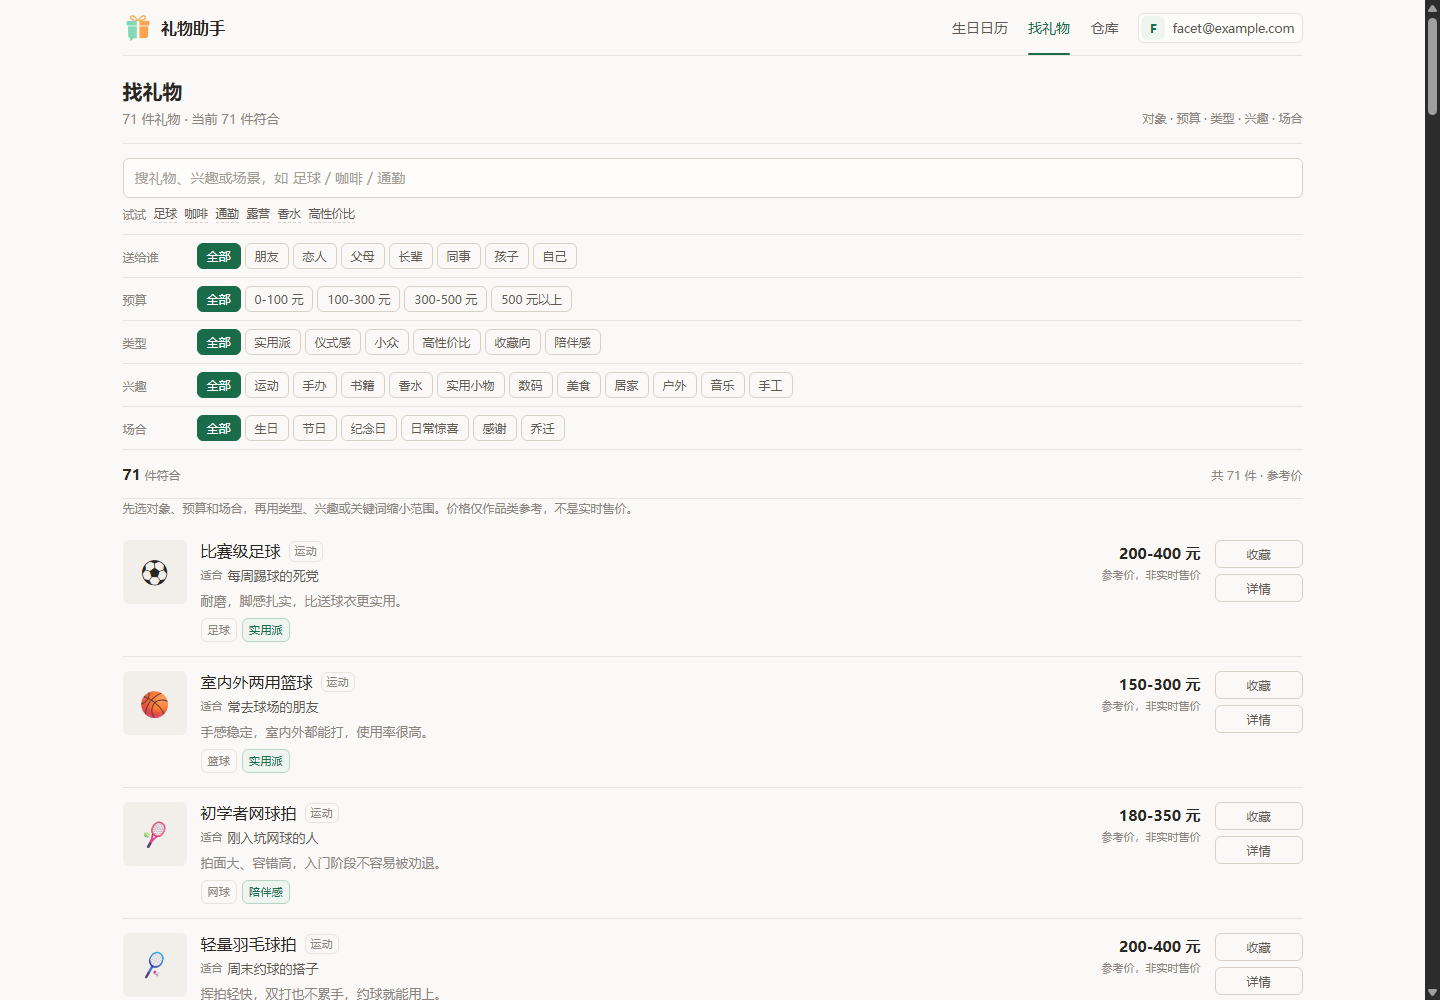 礼物助手
生日日历 找礼物 仓库 F facet@example.com
找礼物
71 件礼物 · 当前 71 件符合
对象 · 预算 · 类型 · 兴趣 · 场合
搜礼物、兴趣或场景，如 足球 / 咖啡 / 通勤
试试 足球 咖啡 通勤 露营 香水 高性价比
送给谁 全部 朋友 恋人 父母 长辈 同事 孩子 自己
预算 全部 0-100 元 100-300 元 300-500 元 500 元以上
类型 全部 实用派 仪式感 小众 高性价比 收藏向 陪伴感
兴趣 全部 运动 手办 书籍 香水 实用小物 数码 美食 居家 户外 音乐 手工
场合 全部 生日 节日 纪念日 日常惊喜 感谢 乔迁
71 件符合
共 71 件 · 参考价
先选对象、预算和场合，再用类型、兴趣或关键词缩小范围。价格仅作品类参考，不是实时售价。
比赛级足球 运动
适合 每周踢球的死党
耐磨，脚感扎实，比送球衣更实用。
足球 实用派
200-400 元
参考价，非实时售价
收藏
详情
室内外两用篮球 运动
适合 常去球场的朋友
手感稳定，室内外都能打，使用率很高。
篮球 实用派
150-300 元
参考价，非实时售价
收藏
详情
初学者网球拍 运动
适合 刚入坑网球的人
拍面大、容错高，入门阶段不容易被劝退。
网球 陪伴感
180-350 元
参考价，非实时售价
收藏
详情
轻量羽毛球拍 运动
适合 周末约球的搭子
挥拍轻快，双打也不累手，约球就能用上。
200-400 元
参考价，非实时售价
收藏
详情